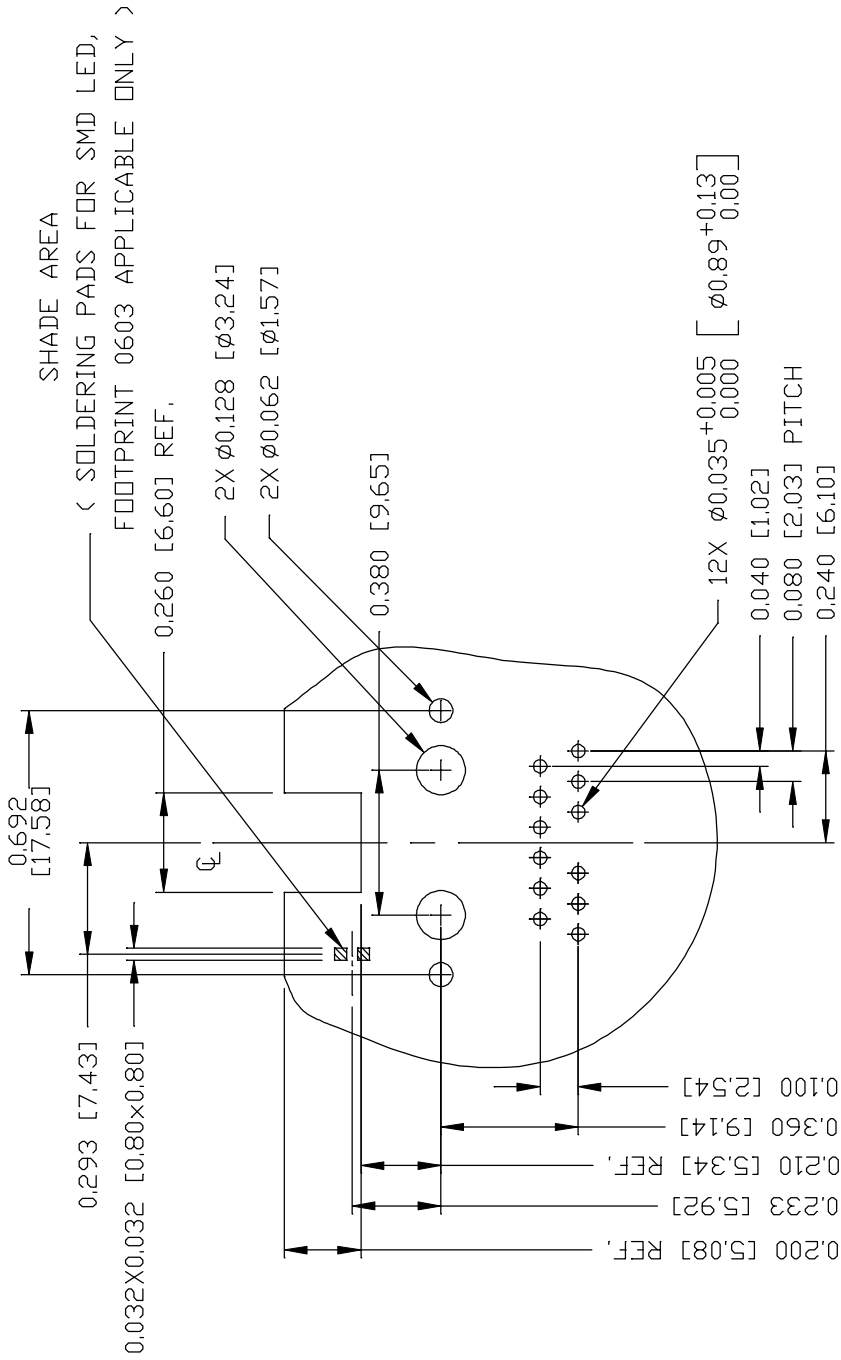 SHADE AREA
( SOLDERING PADS FOR SMD LED,
FOOTPRINT 0603 APPLICABLE ONLY )
0.260 [6.60] REF.
2X ø0.128 [ø3.24]
2X ø0.062 [ø1.57]
0.380 [9.65]
0.692
[17.58]
CL
0.293 [7.43]
0.032X0.032 [0.80x0.80]
12X ø0.035 +0.005 0.000 [ ø0.89 +0.13 0.00 ]
0.040 [1.02]
0.080 [2.03] PITCH
0.240 [6.10]
0.100 [2.54]
0.360 [9.14]
0.210 [5.34] REF.
0.233 [5.92]
0.200 [5.08] REF.